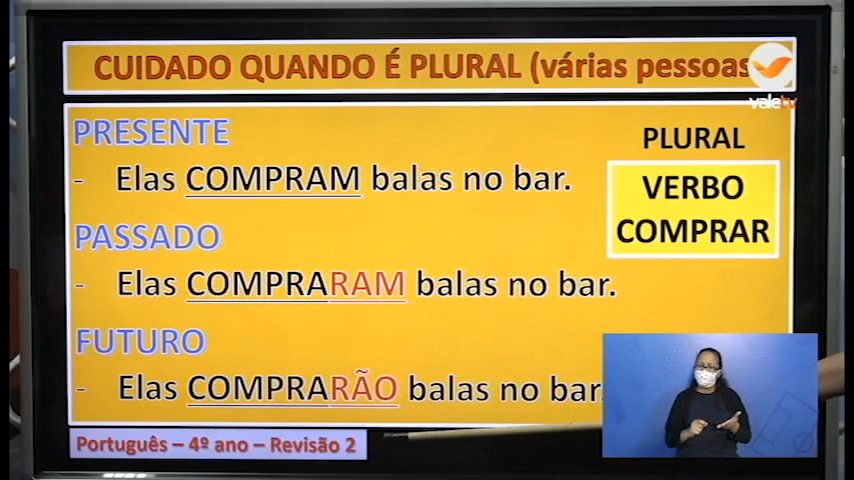 CUIDADO QUANDO É PLURAL (várias pessoas
valetv
PRESENTE
PLURAL
- Elas COMPRAM balas no bar.
VERBO
COMPRAR
PASSADO
- Elas COMPRARAM balas no bar.
FUTURO
- Elas COMPRARÃO balas no bar.
Português – 4º ano – Revisão 2